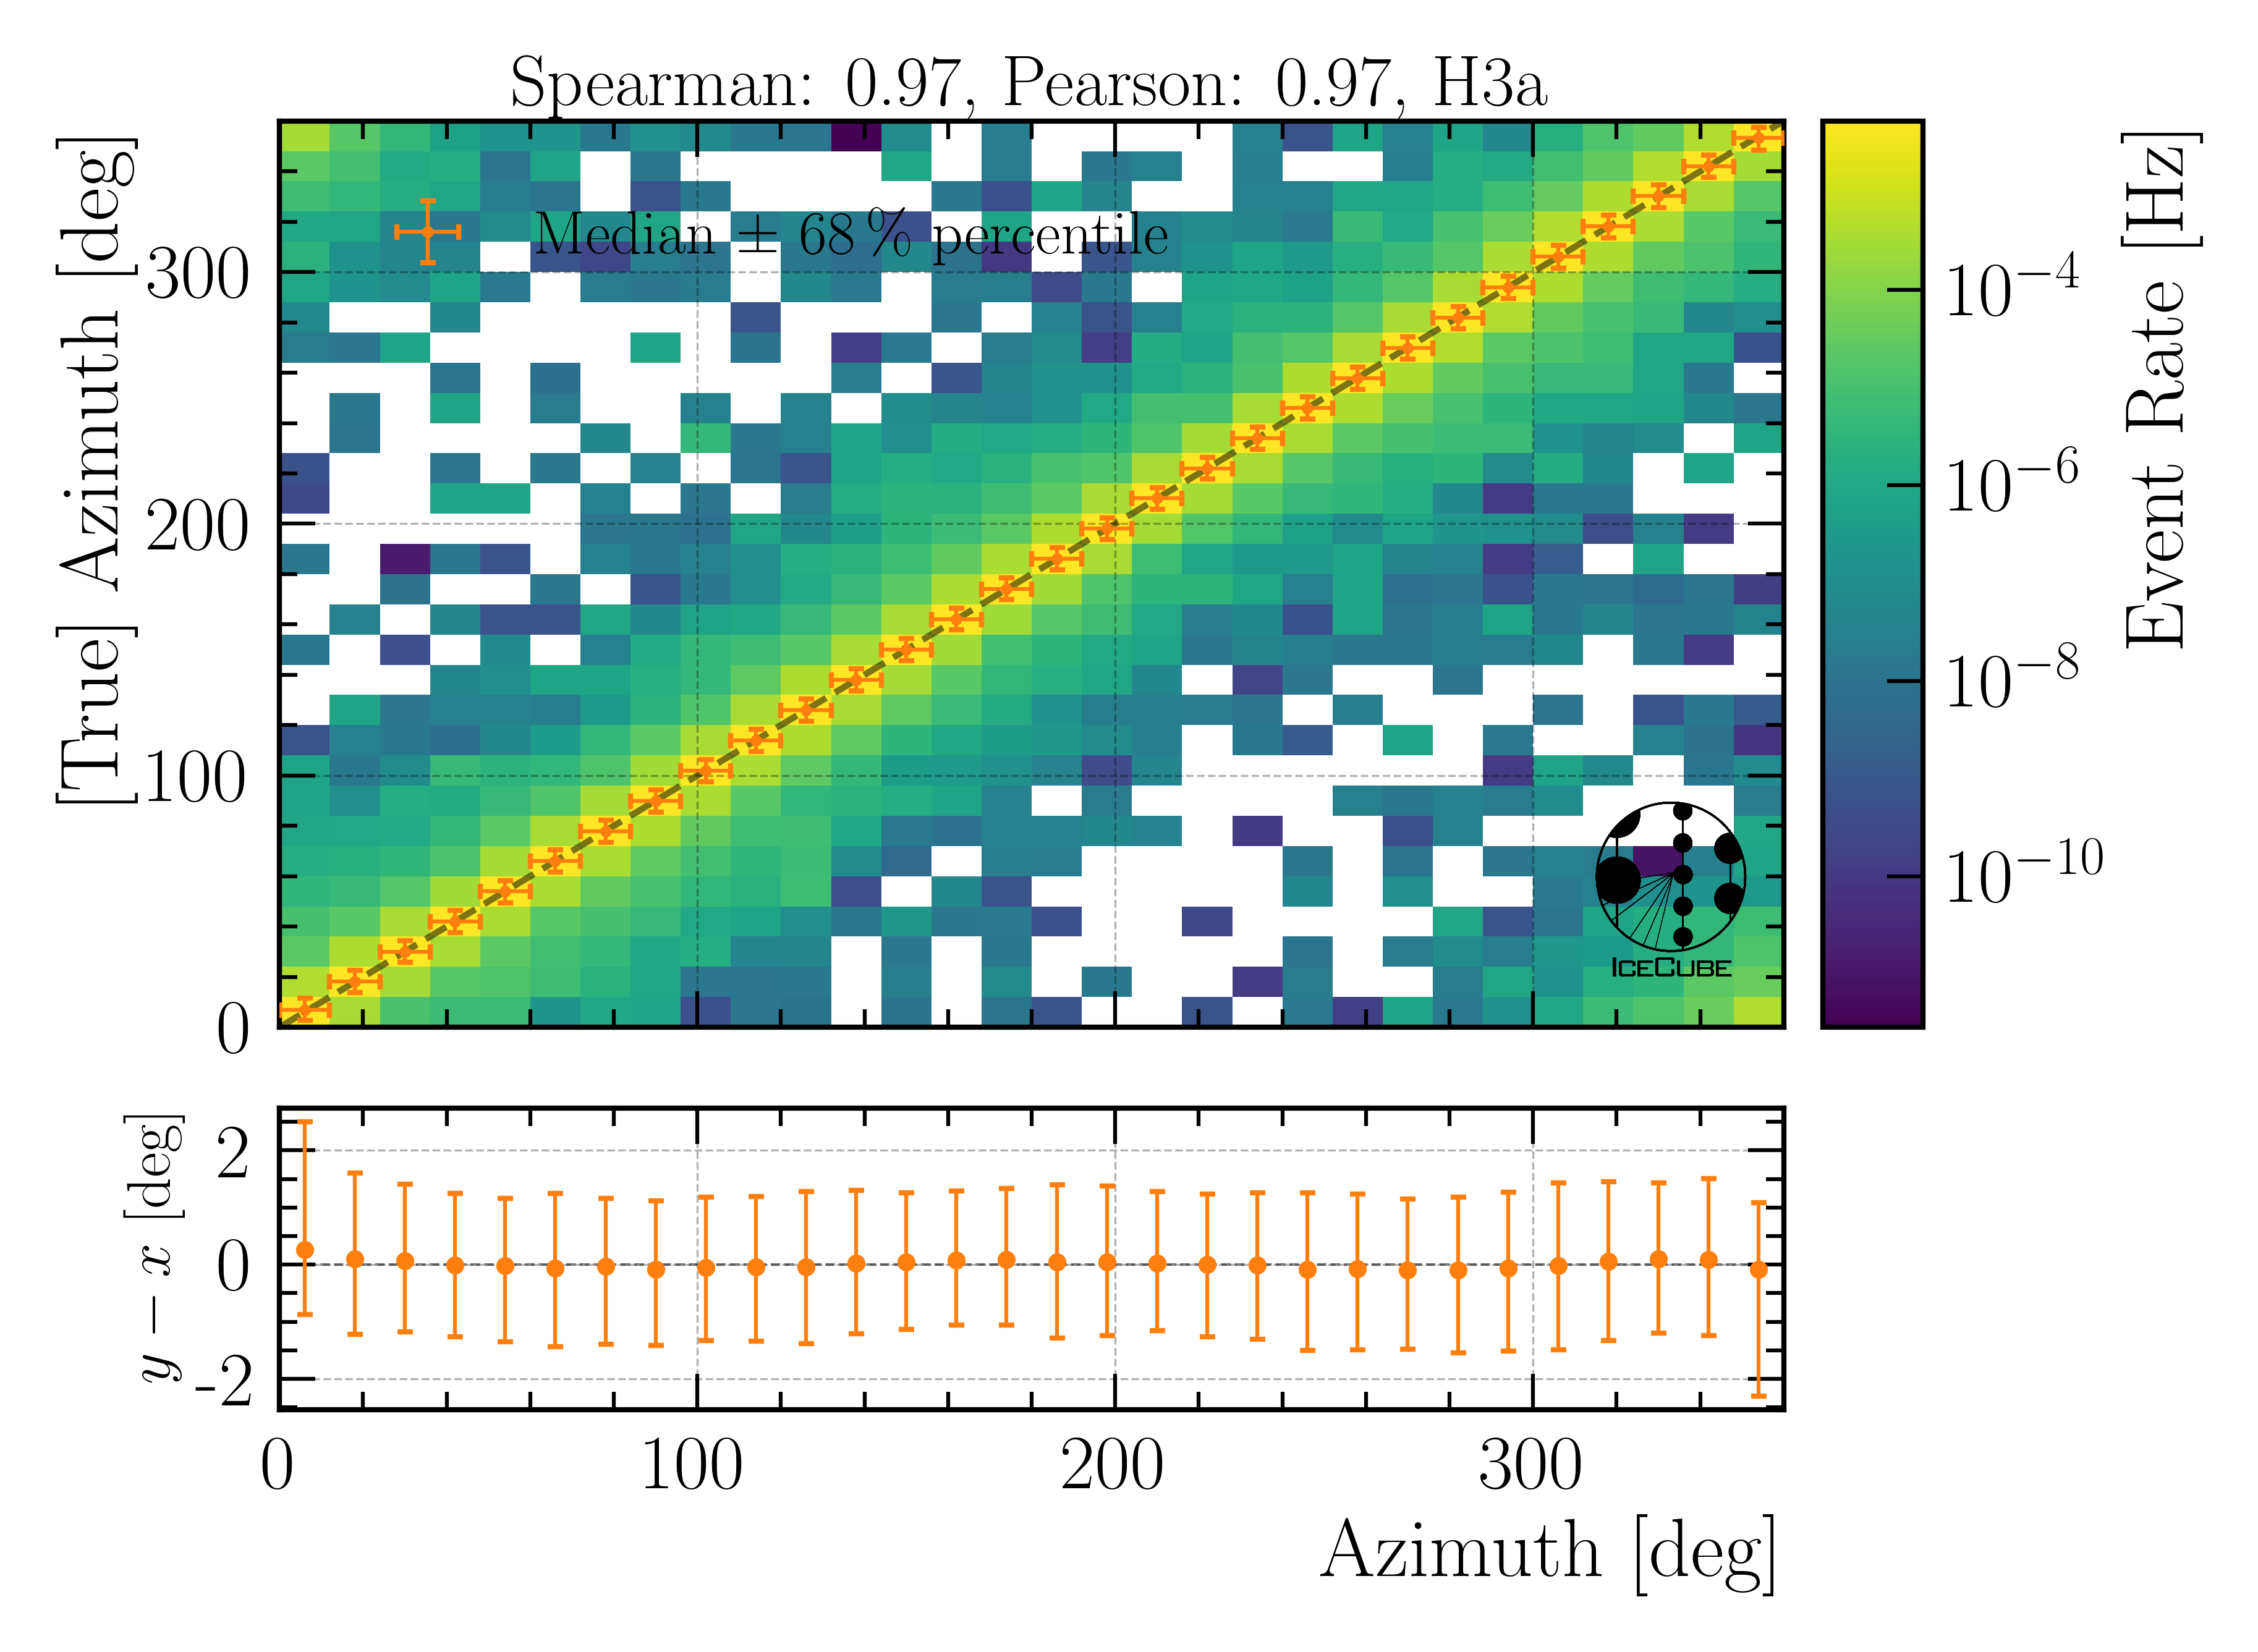 Spearman: 0.97, Pearson: 0.97, H3a
[True] Azimuth [deg]
300
200
100
0
Median ± 68 % percentile
IceCube
10−4
10−6
10−8
10−10
Event Rate [Hz]
y − x [deg]
2
0
-2
0 100 200 300
Azimuth [deg]